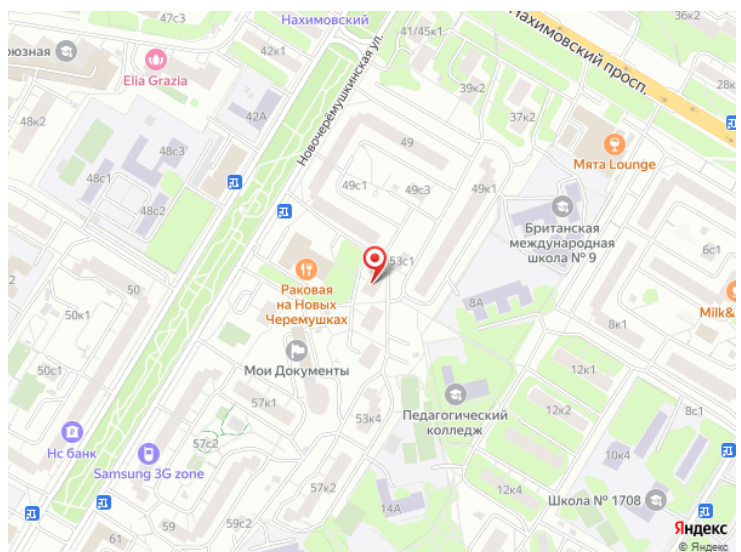 47с3
Нахимовский
36к2
41/45к1
42к1
Нахимовский просп.
Elia Grazia
Новочерёмушкинская ул.
39к2
28к
48к2
42А
37к2
49
Мята Lounge
48с3
48с1
49с1
49с3
49к1
48с2
Британская
международная
школа № 9
6с1
53с1
50
Раковая
на Новых
Черемушках
8А
Milk&
50к1
8к1
Мои Документы
50с1
12к1
57к1
Педагогический
колледж
12к2
8с1
53к4
Нс банк
57с2
10к4
Samsung 3G zone
57к2
12к4
Школа № 1708
14А
59
59с2
61
Яндекс
© Яндекс